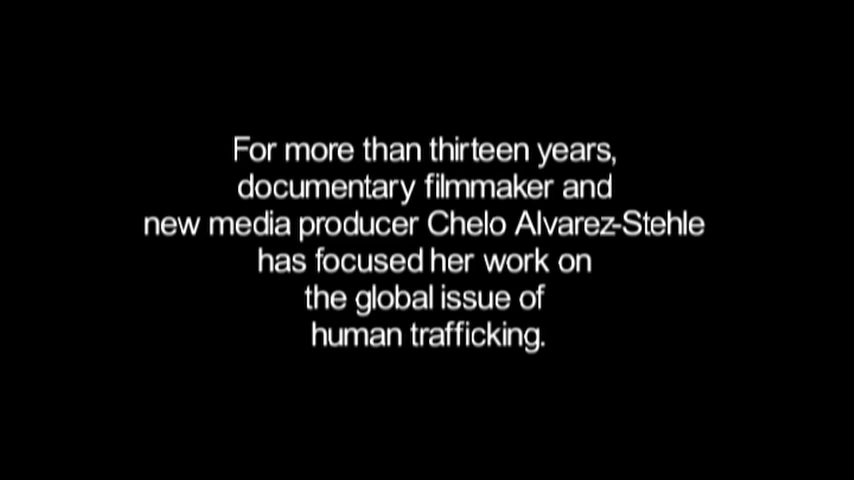 For more than thirteen years,
documentary filmmaker and
new media producer Chelo Alvarez-Stehle
has focused her work on
the global issue of
human trafficking.